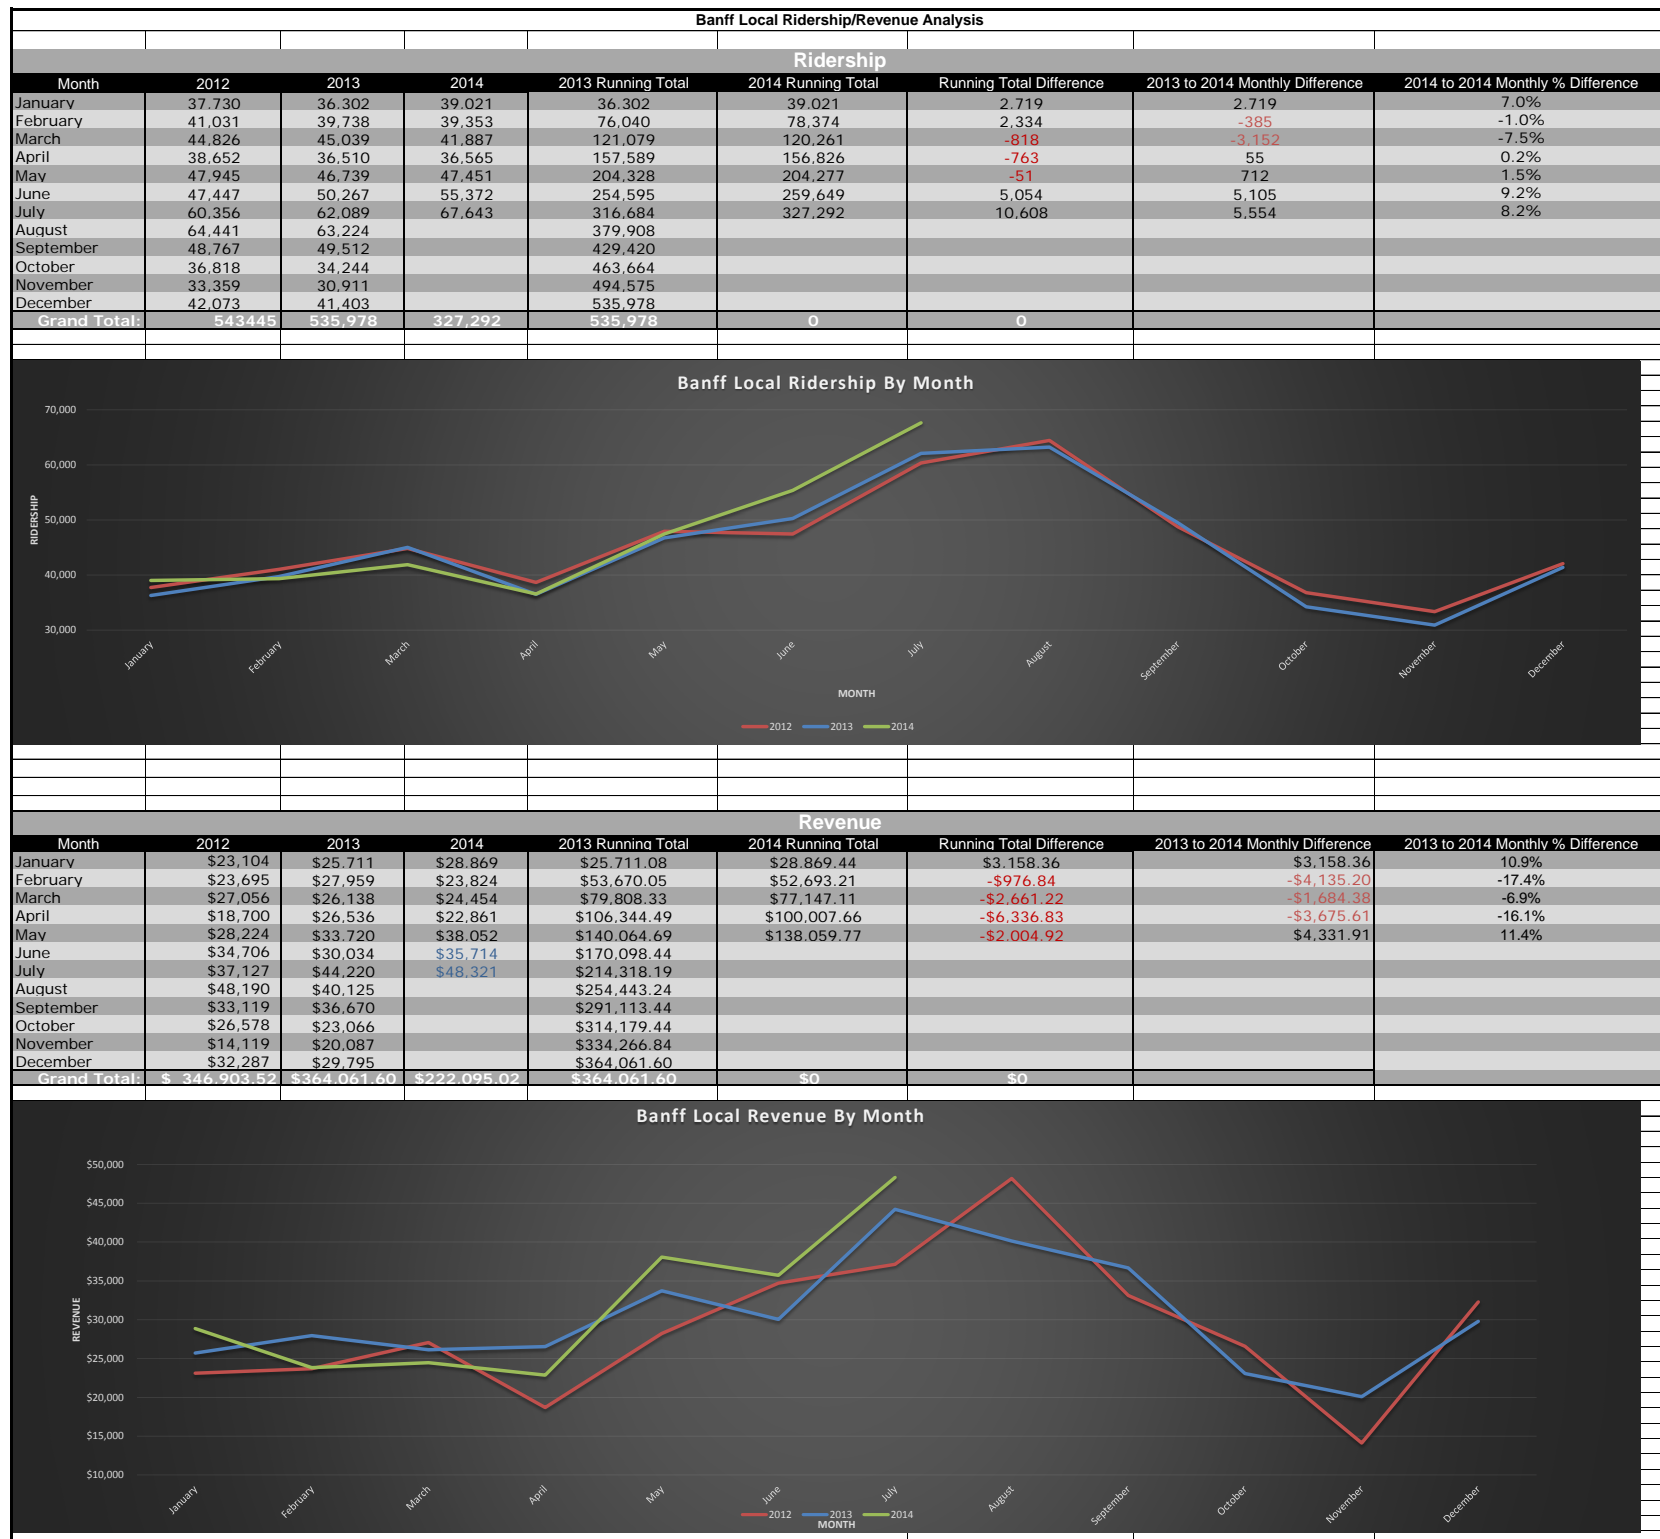 Banff Local Ridership/Revenue Analysis
Ridership
Month 2012 2013 2014 2013 Running Total 2014 Running Total Running Total Difference 2013 to 2014 Monthly Difference 2014 to 2014 Monthly % Difference
January 37.730 36.302 39.021 36.302 39.021 2.719 2.719 7.0%
February 41,031 39,738 39,353 76,040 78,374 2,334 -385 -1.0%
March 44,826 45,039 41,887 121,079 120,261 -818 -3,152 -7.5%
April 38,652 36,510 36,565 157,589 156,826 -763 55 0.2%
May 47,945 46,739 47,451 204,328 204,277 -51 712 1.5%
June 47,447 50,267 55,372 254,595 259,649 5,054 5,105 9.2%
July 60,356 62,089 67,643 316,684 327,292 10,608 5,554 8.2%
August 64,441 63,224 379,908
September 48,767 49,512 429,420
October 36,818 34,244 463,664
November 33,359 30,911 494,575
December 42,073 41,403 535,978
Grand Total: 543445 535,978 327,292 535,978 0 0
Banff Local Ridership By Month
70,000
60,000
50,000
40,000
30,000
RIDERSHIP
January February March April May June July August September October November December
MONTH
2012 2013 2014
Revenue
Month 2012 2013 2014 2013 Running Total 2014 Running Total Running Total Difference 2013 to 2014 Monthly Difference 2013 to 2014 Monthly % Difference
January $23,104 $25.711 $28.869 $25.711.08 $28.869.44 $3.158.36 $3,158.36 10.9%
February $23,695 $27,959 $23,824 $53,670.05 $52,693.21 -$976.84 -$4,135.20 -17.4%
March $27,056 $26,138 $24,454 $79,808.33 $77,147.11 -$2,661.22 -$1,684.38 -6.9%
April $18,700 $26,536 $22,861 $106,344.49 $100,007.66 -$6,336.83 -$3,675.61 -16.1%
May $28,224 $33.720 $38.052 $140.064.69 $138.059.77 -$2.004.92 $4,331.91 11.4%
June $34,706 $30,034 $35,714 $170,098.44
July $37,127 $44,220 $48,321 $214,318.19
August $48,190 $40,125 $254,443.24
September $33,119 $36,670 $291,113.44
October $26,578 $23,066 $314,179.44
November $14,119 $20,087 $334,266.84
December $32,287 $29,795 $364,061.60
Grand Total: $ 346,903.52 $364,061.60 $222,095.02 $364,061.60 $0 $0
Banff Local Revenue By Month
$50,000
$45,000
$40,000
$35,000
$30,000
$25,000
$20,000
$15,000
$10,000
REVENUE
January February March April May June July August September October November December
2012 2013 2014
MONTH